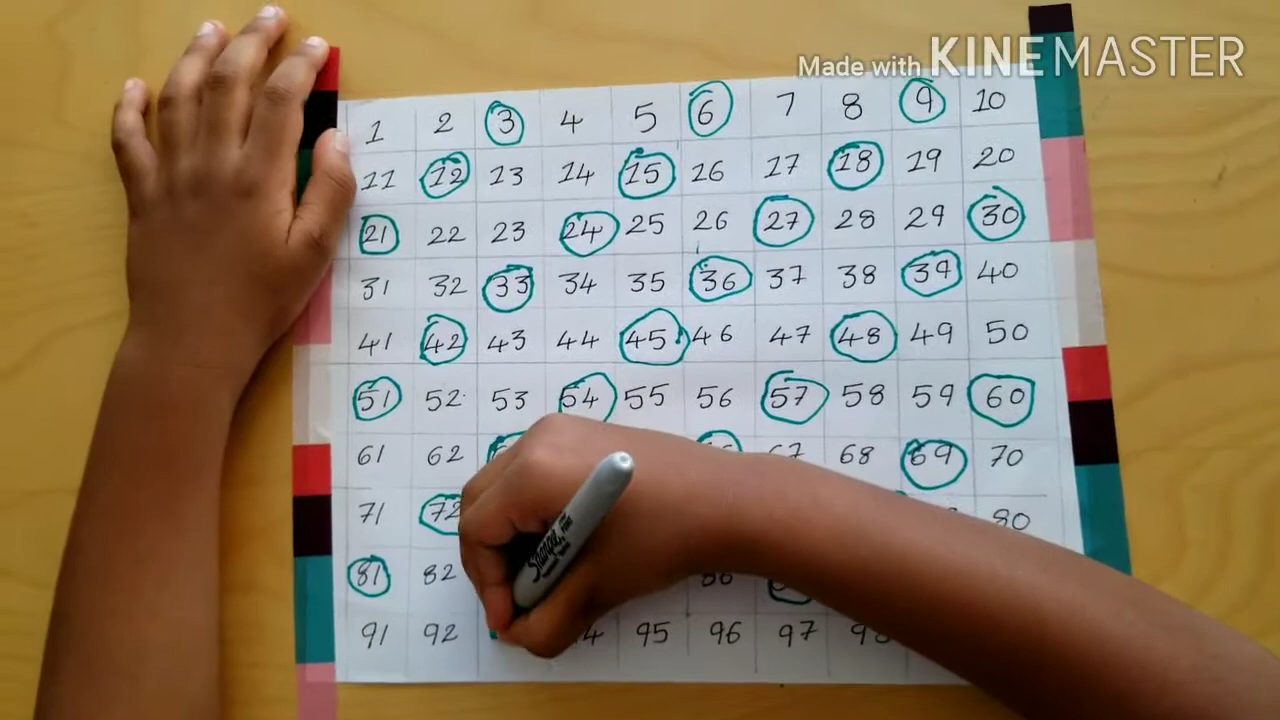 Made with KINEMASTER
1 2 3 4 5 6 7 8 9 10
11 12 13 14 15 26 17 18 19 20
21 22 23 24 25 26 27 28 29 30
31 32 33 34 35 36 37 38 39 40
41 42 43 44 45 46 47 48 49 50
51 52 53 54 55 56 57 58 59 60
61 62 67 68 69 70
71 72 80
81 82 86
91 92 95 96 97 98
Sharpie